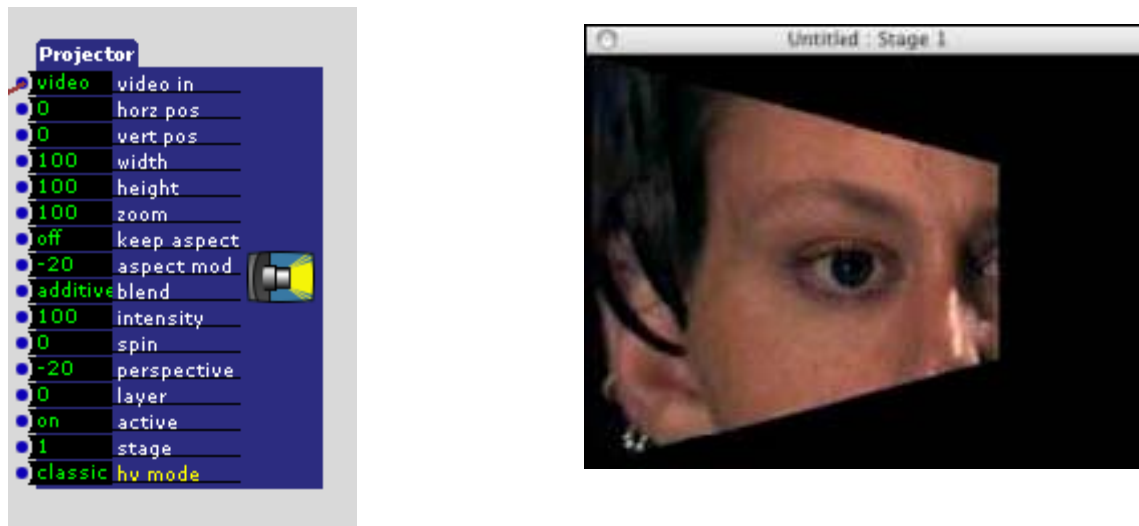 Projector
video video in
0 horz pos
0 vert pos
100 width
100 height
100 zoom
off keep aspect
-20 aspect mod
additive blend
100 intensity
0 spin
-20 perspective
0 layer
on active
1 stage
classic hv mode
Untitled : Stage 1